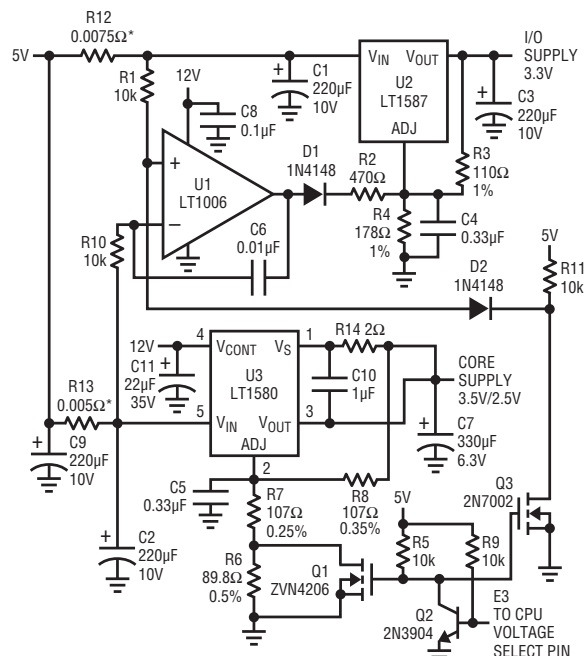 R12
0.0075Ω*
5V
R1
10k
12V
C8
0.1µF
+
C1
220µF
10V
VIN VOUT
U2
LT1587
ADJ
I/O
SUPPLY
3.3V
+
C3
220µF
10V
+
U1
LT1006
–
D1
1N4148
R2
470Ω
R3
110Ω
1%
R4
178Ω
1%
C4
0.33µF
C6
0.01µF
R10
10k
5V
R11
10k
D2
1N4148
12V
+
C11
22µF
35V
4
VCONT
VS
1
U3
LT1580
5
VIN
VOUT
3
ADJ
2
R14 2Ω
C10
1µF
CORE
SUPPLY
3.5V/2.5V
+
C7
330µF
6.3V
R13
0.005Ω*
+
C9
220µF
10V
C5
0.33µF
R7
107Ω
0.25%
R8
107Ω
0.35%
+
C2
220µF
10V
R6
89.8Ω
0.5%
Q1
ZVN4206
5V
R5
10k
R9
10k
Q3
2N7002
Q2
2N3904
E3
TO CPU
VOLTAGE
SELECT PIN